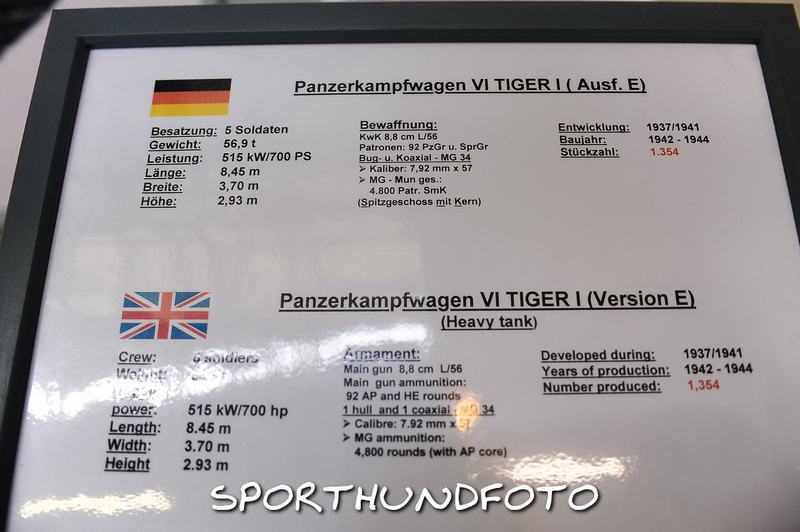 Panzerkampfwagen VI TIGER I ( Ausf. E)
Besatzung: 5 Soldaten
Gewicht: 56,9 t
Leistung: 515 kW/700 PS
Länge: 8,45 m
Breite: 3,70 m
Höhe: 2,93 m
Bewaffnung:
KwK 8,8 cm L/56
Patronen: 92 PzGr u. SprGr
Bug- u. Koaxial - MG 34
➢ Kaliber: 7,92 mm x 57
➢ MG - Mun ges.:
4.800 Patr. SmK
(Spitzgeschoss mit Kern)
Entwicklung: 1937/1941
Baujahr: 1942 - 1944
Stückzahl: 1.354
Panzerkampfwagen VI TIGER I (Version E)
(Heavy tank)
Crew: 5 soldiers
Weight:
power: 515 kW/700 hp
Length: 8.45 m
Width: 3.70 m
Height 2.93 m
Armament:
Main gun 8,8 cm L/56
Main gun ammunition:
92 AP and HE rounds
1 hull and 1 coaxial - MG 34
➢ Calibre: 7.92 mm x 57
➢ MG ammunition:
4,800 rounds (with AP core)
Developed during: 1937/1941
Years of production: 1942 - 1944
Number produced: 1,354
SPORTHUNDFOTO